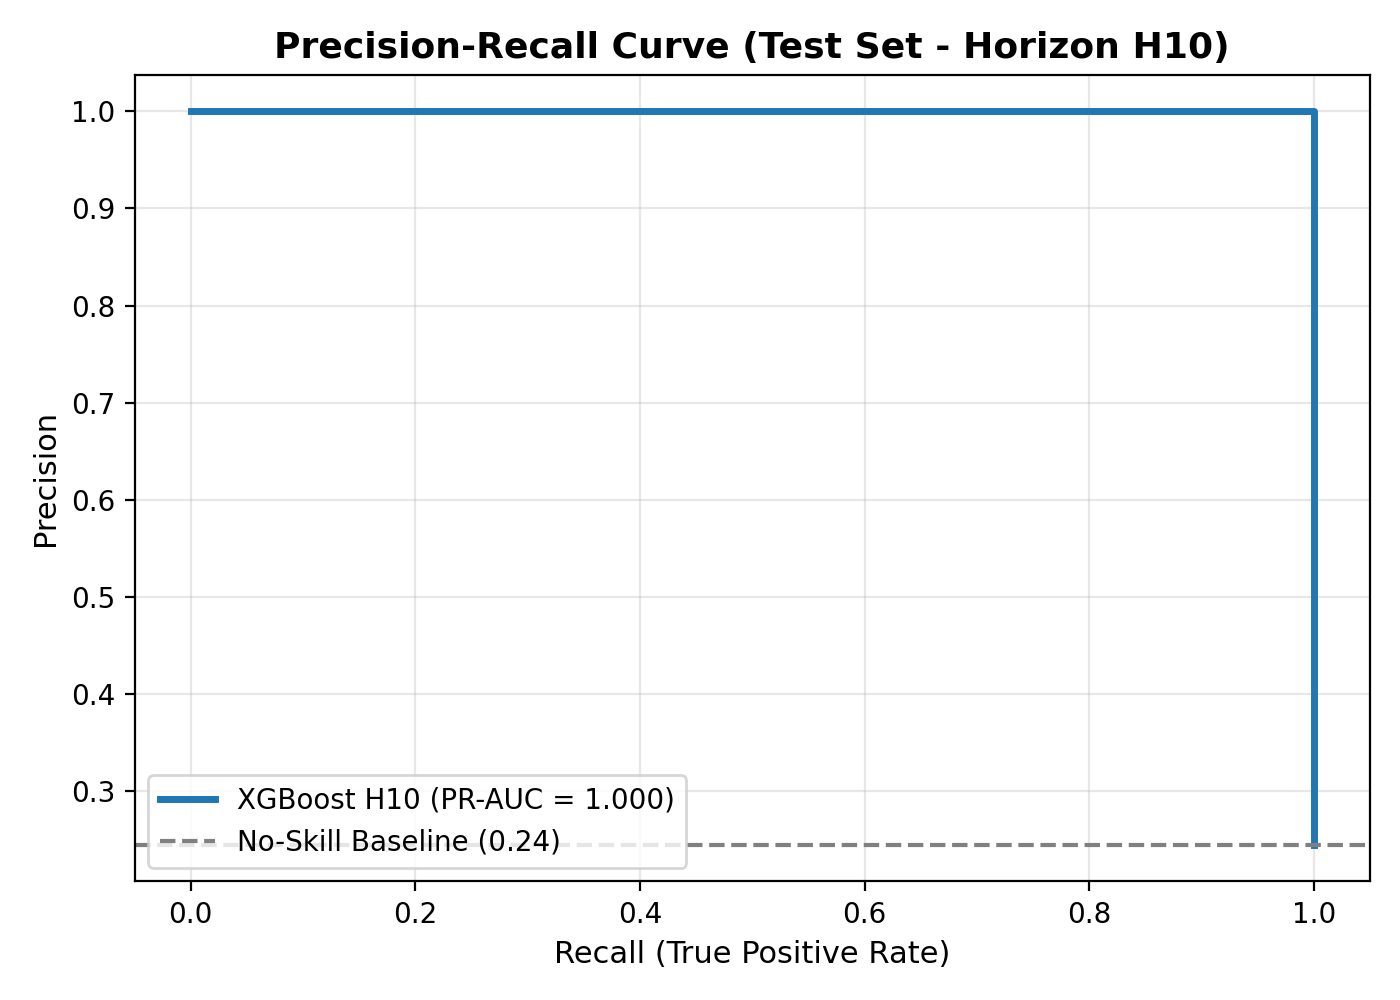 Precision-Recall Curve (Test Set - Horizon H10)
1.0
0.9
0.8
0.7
0.6
0.5
0.4
0.3
Precision
XGBoost H10 (PR-AUC = 1.000)
No-Skill Baseline (0.24)
0.0 0.2 0.4 0.6 0.8 1.0
Recall (True Positive Rate)